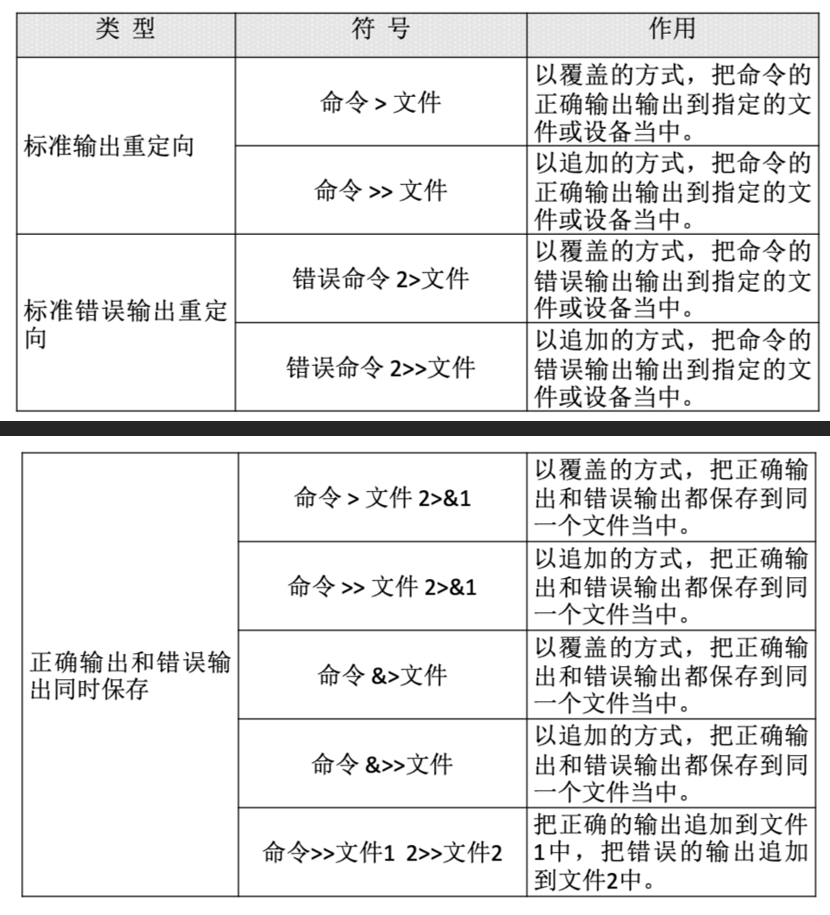 类 型
符 号
作用
标准输出重定向
命令 > 文件
以覆盖的方式，把命令的
正确输出输出到指定的文
件或设备当中。
命令 >> 文件
以追加的方式，把命令的
正确输出输出到指定的文
件或设备当中。
标准错误输出重定
向
错误命令 2>文件
以覆盖的方式，把命令的
错误输出输出到指定的文
件或设备当中。
错误命令 2>>文件
以追加的方式，把命令的
错误输出输出到指定的文
件或设备当中。
正确输出和错误输
出同时保存
命令 > 文件 2>&1
以覆盖的方式，把正确输
出和错误输出都保存到同
一个文件当中。
命令 >> 文件 2>&1
以追加的方式，把正确输
出和错误输出都保存到同
一个文件当中。
命令 &>文件
以覆盖的方式，把正确输
出和错误输出都保存到同
一个文件当中。
命令 &>>文件
以追加的方式，把正确输
出和错误输出都保存到同
一个文件当中。
命令>>文件1 2>>文件2
把正确的输出追加到文件
1中，把错误的输出追加
到文件2中。